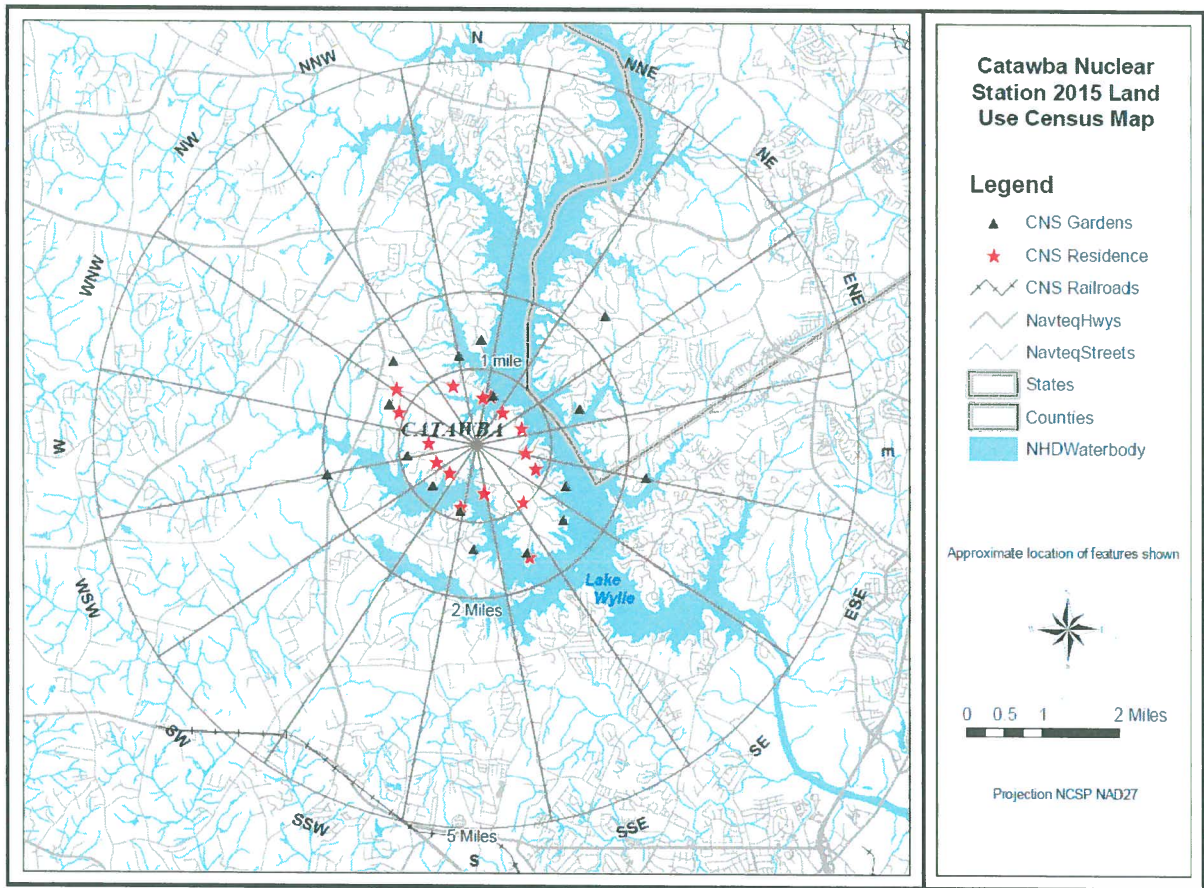 N
NNW
NNE
NW
NE
WNW
ENE
1 mile
CATAWBA
W
E
Lake
Wylie
2 Miles
WSW
ESE
SW
SE
SSW
5 Miles
SSE
S
Catawba Nuclear
Station 2015 Land
Use Census Map
Legend
CNS Gardens
CNS Residence
CNS Railroads
NavteqHwys
NavteqStreets
States
Counties
NHDWaterbody
Approximate location of features shown
N
W E
S
0 0.5 1 2 Miles
Projection NCSP NAD27